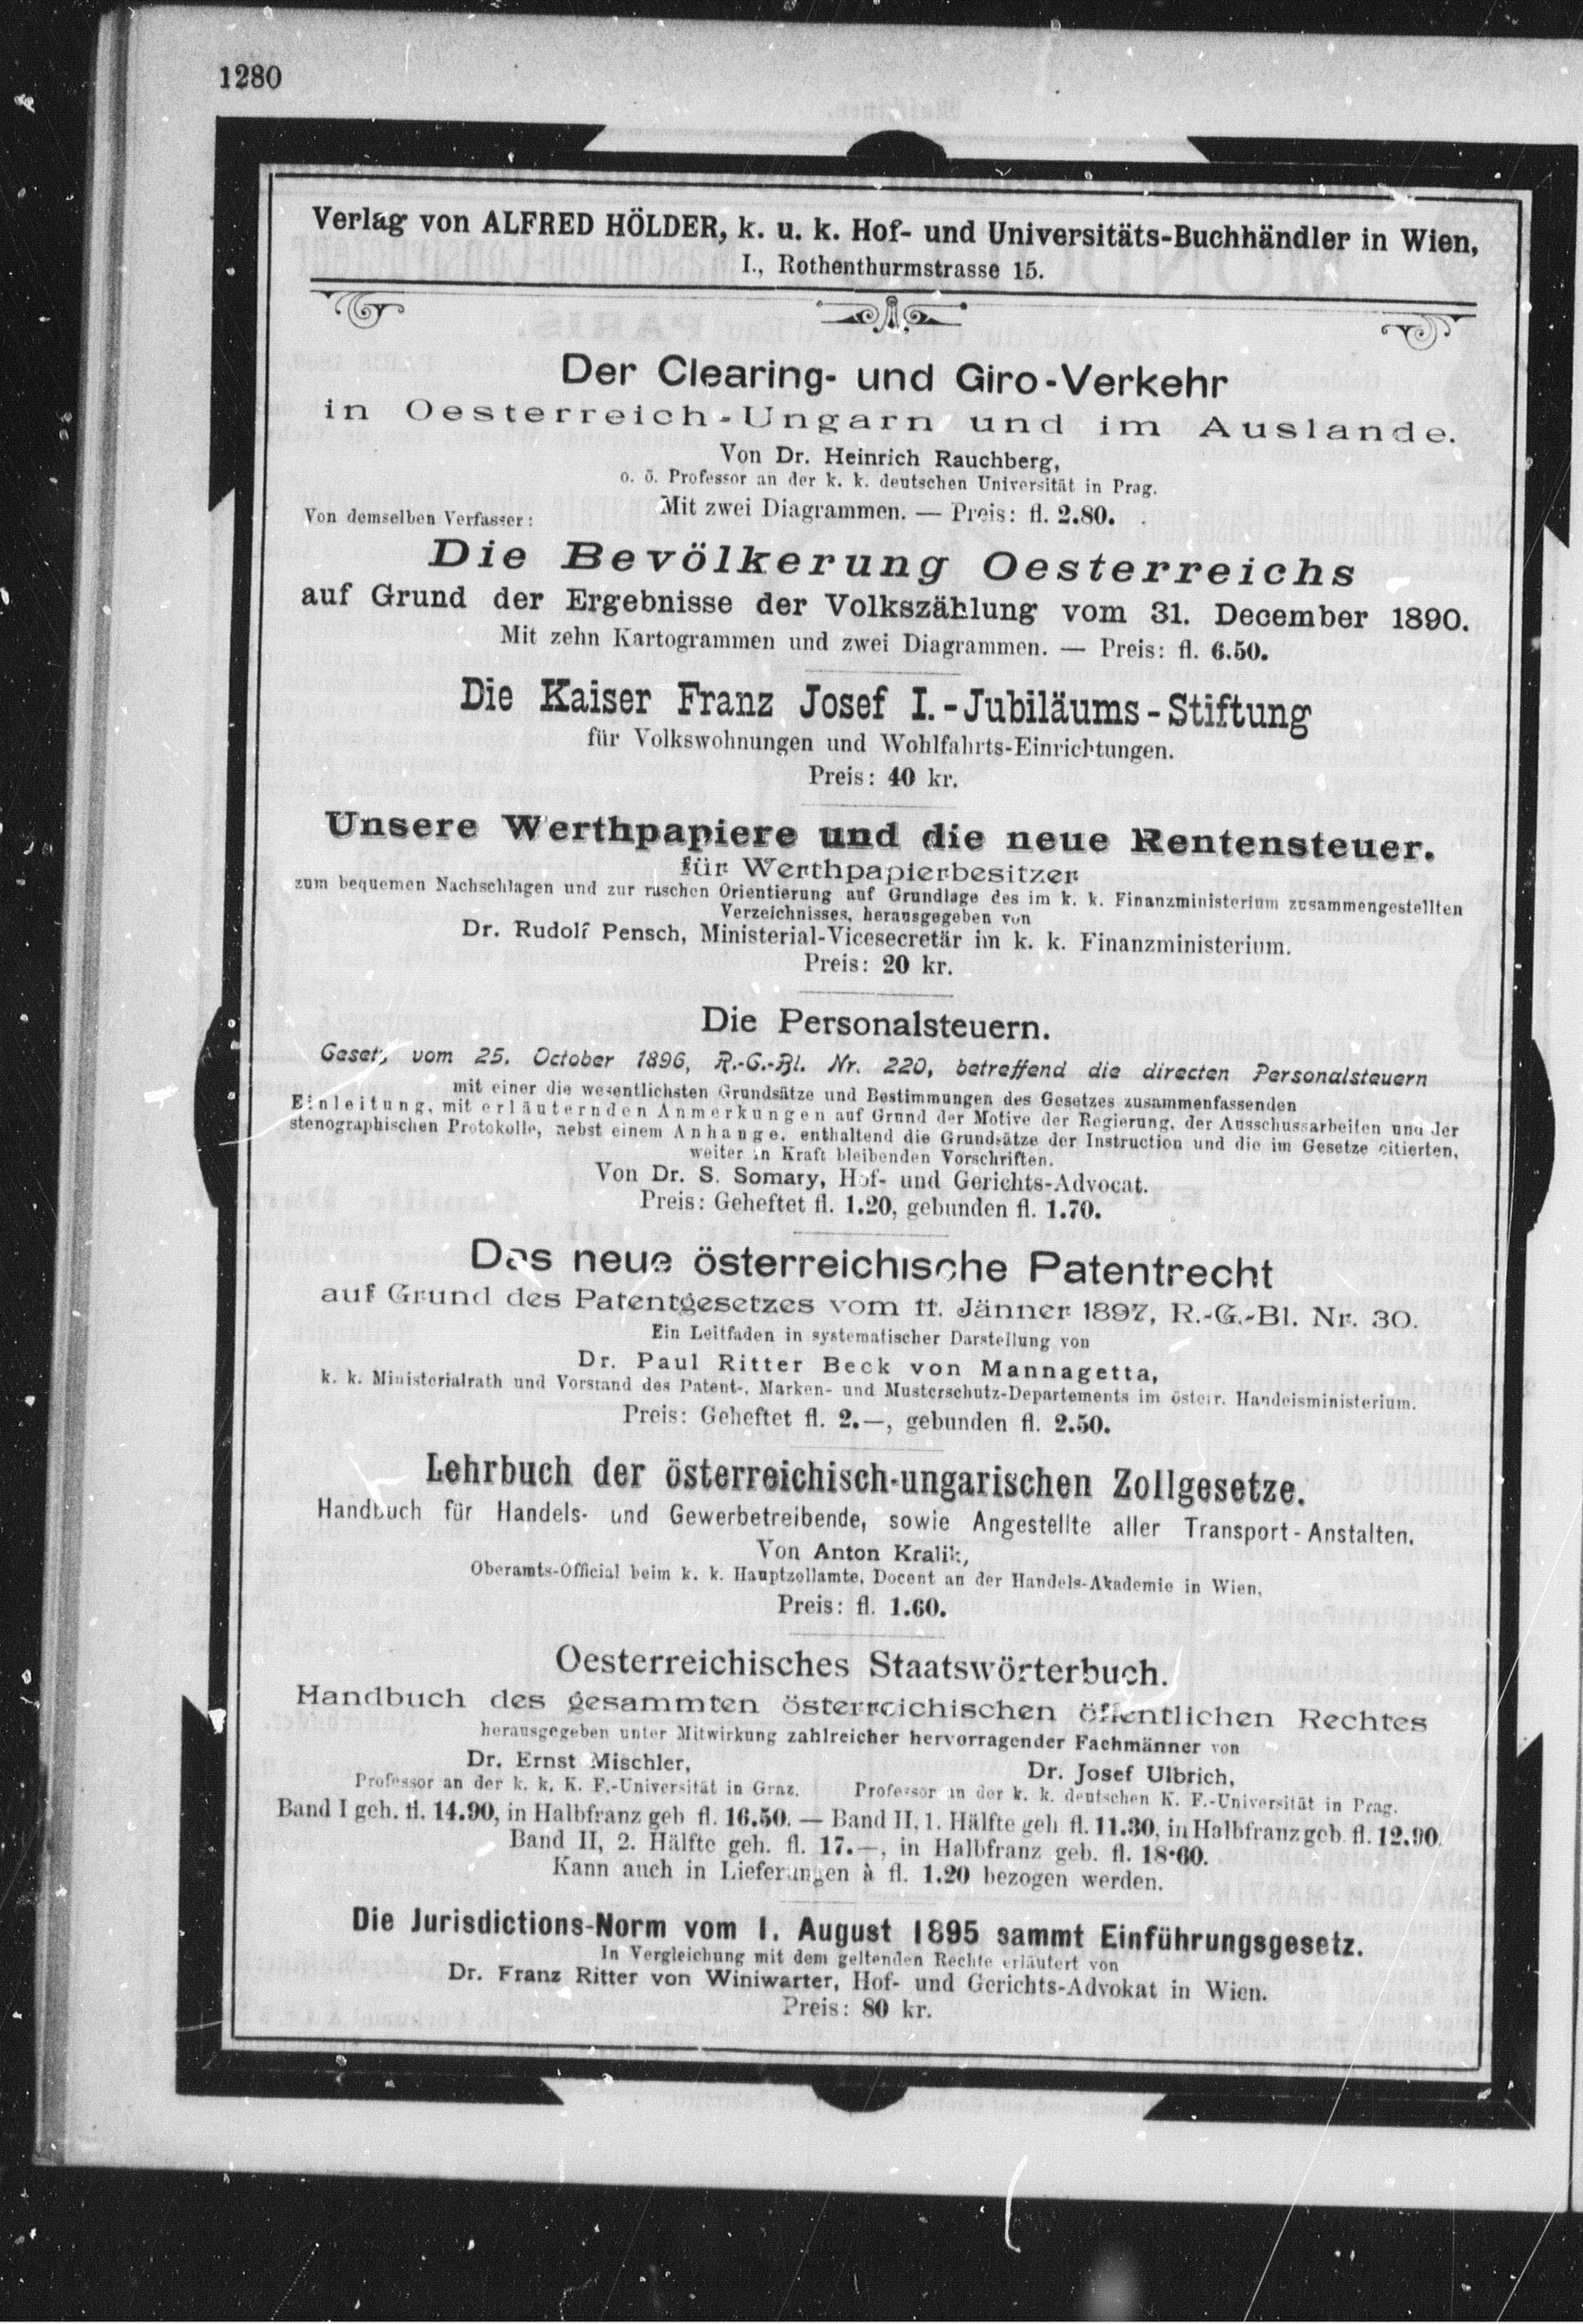 1280
Verlag von ALFRED HÖLDER, k. u. k. Hof- und Universitäts-Buchhändler in Wien,
I., Rothenthurmstrasse 15.
Der Clearing- und Giro-Verkehr
in Oesterreich-Ungarn und im Auslande.
Von Dr. Heinrich Rauchberg,
o. ö. Professor an der k. k. deutschen Universität in Prag.
Mit zwei Diagrammen. — Preis: fl. 2.80.
Von demselben Verfasser:
Die Bevölkerung Oesterreichs
auf Grund der Ergebnisse der Volkszählung vom 31. December 1890.
Mit zehn Kartogrammen und zwei Diagrammen. — Preis: fl. 6.50.
Die Kaiser Franz Josef I.-Jubiläums-Stiftung
für Volkswohnungen und Wohlfahrts-Einrichtungen.
Preis: 40 kr.
Unsere Werthpapiere und die neue Rentensteuer.
für Werthpapierbesitzer
zum bequemen Nachschlagen und zur raschen Orientierung auf Grundlage des im k. k. Finanzministerium zusammengestellten
Verzeichnisses, herausgegeben von
Dr. Rudolf Pensch, Ministerial-Vicesecretär im k. k. Finanzministerium.
Preis: 20 kr.
Die Personalsteuern.
Gesetz vom 25. October 1896, R.-G.-Bl. Nr. 220, betreffend die directen Personalsteuern
mit einer die wesentlichsten Grundsätze und Bestimmungen des Gesetzes zusammenfassenden
Einleitung, mit erläuternden Anmerkungen auf Grund der Motive der Regierung, der Ausschussarbeiten und der
stenographischen Protokolle, nebst einem Anhange, enthaltend die Grundsätze der Instruction und die im Gesetze citierten,
weiter in Kraft bleibenden Vorschriften.
Von Dr. S. Somary, Hof- und Gerichts-Advocat.
Preis: Geheftet fl. 1.20, gebunden fl. 1.70.
Das neue österreichische Patentrecht
auf Grund des Patentgesetzes vom 11. Jänner 1897, R.-G.-Bl. Nr. 30.
Ein Leitfaden in systematischer Darstellung von
Dr. Paul Ritter Beck von Mannagetta,
k. k. Ministerialrath und Vorstand des Patent-, Marken- und Musterschutz-Departements im österr. Handelsministerium.
Preis: Geheftet fl. 2.—, gebunden fl. 2.50.
Lehrbuch der österreichisch-ungarischen Zollgesetze.
Handbuch für Handels- und Gewerbetreibende, sowie Angestellte aller Transport-Anstalten.
Von Anton Kralik,
Oberamts-Official beim k. k. Hauptzollamte, Docent an der Handels-Akademie in Wien,
Preis: fl. 1.60.
Oesterreichisches Staatswörterbuch.
Handbuch des gesammten österreichischen öffentlichen Rechtes
herausgegeben unter Mitwirkung zahlreicher hervorragender Fachmänner von
Dr. Ernst Mischler, Dr. Josef Ulbrich,
Professor an der k. k. K. F.-Universität in Graz. Professor an der k. k. deutschen K. F.-Universität in Prag.
Band I geh. fl. 14.90, in Halbfranz geb fl. 16.50. — Band II, 1. Hälfte geh fl. 11.30, in Halbfranz geb. fl. 12.90.
Band II, 2. Hälfte geh. fl. 17.—, in Halbfranz geb. fl. 18·60.
Kann auch in Lieferungen à fl. 1.20 bezogen werden.
Die Jurisdictions-Norm vom 1. August 1895 sammt Einführungsgesetz.
In Vergleichung mit dem geltenden Rechte erläutert von
Dr. Franz Ritter von Winiwarter, Hof- und Gerichts-Advokat in Wien.
Preis: 80 kr.